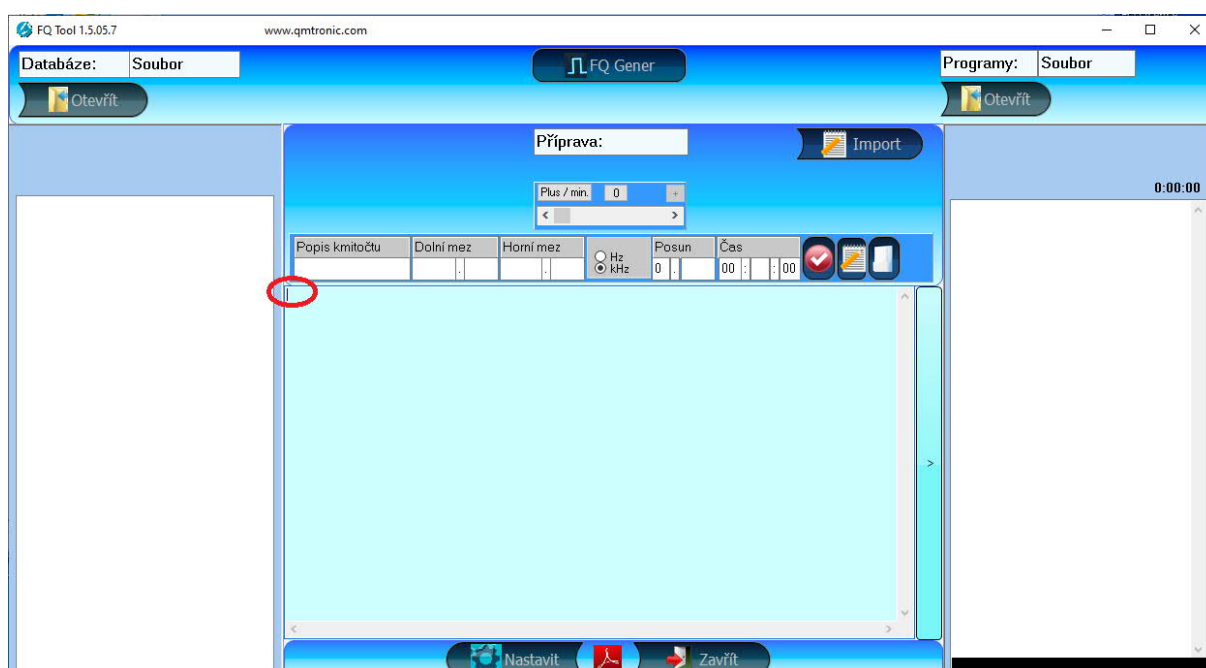 FQ Tool 1.5.05.7 www.qmtronic.com
Databáze: Soubor
FQ Gener
Programy: Soubor
Otevřít
Otevřít
Příprava:
Import
Plus / min. 0 +
0:00:00
< >
Popis kmitočtu Dolní mez Horní mez Hz Posun Čas
. . kHz 0 . 00 : : 00
>
< >
Nastavit Zavřít